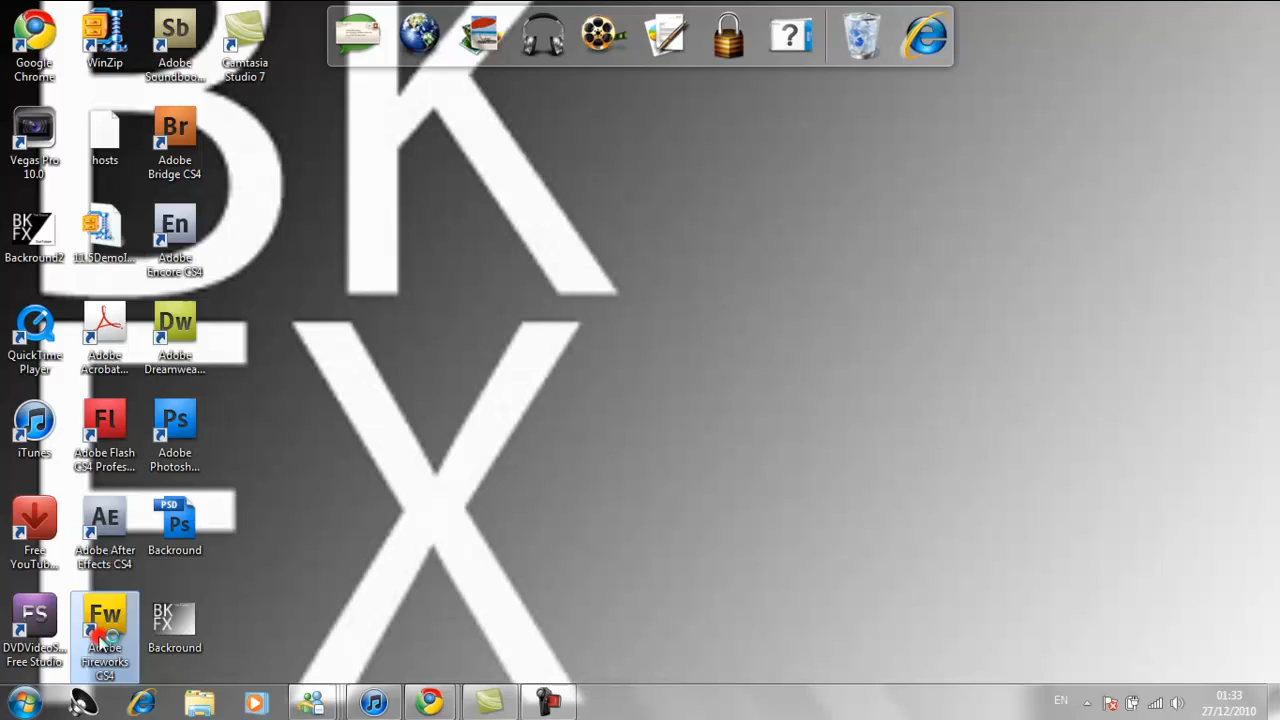 BK
FX
Google
Chrome
WinZip
Sb
Adobe
Soundboo...
Camtasia
Studio 7
Vegas Pro
10.0
hosts
Br
Adobe
Bridge CS4
BK
FX
Backround2
11.5DemoI...
En
Adobe
Encore CS4
QuickTime
Player
Adobe
Acrobat...
Dw
Adobe
Dreamwea...
iTunes
Fl
Adobe Flash
CS4 Profes...
Ps
Adobe
Photosh...
Free
YouTub...
AE
Adobe After
Effects CS4
PSD
Ps
Backround
FS
DVDVideoS...
Free Studio
Fw
Adobe
Fireworks
CS4
BK
FX
Backround
EN
01:33
27/12/2010